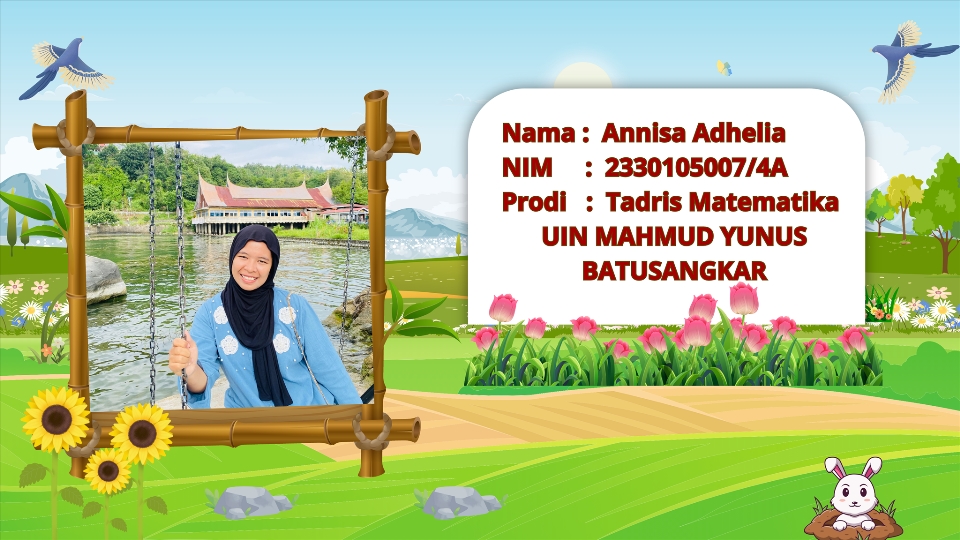 Nama : Annisa Adhelia
NIM : 2330105007/4A
Prodi : Tadris Matematika
UIN MAHMUD YUNUS
BATUSANGKAR